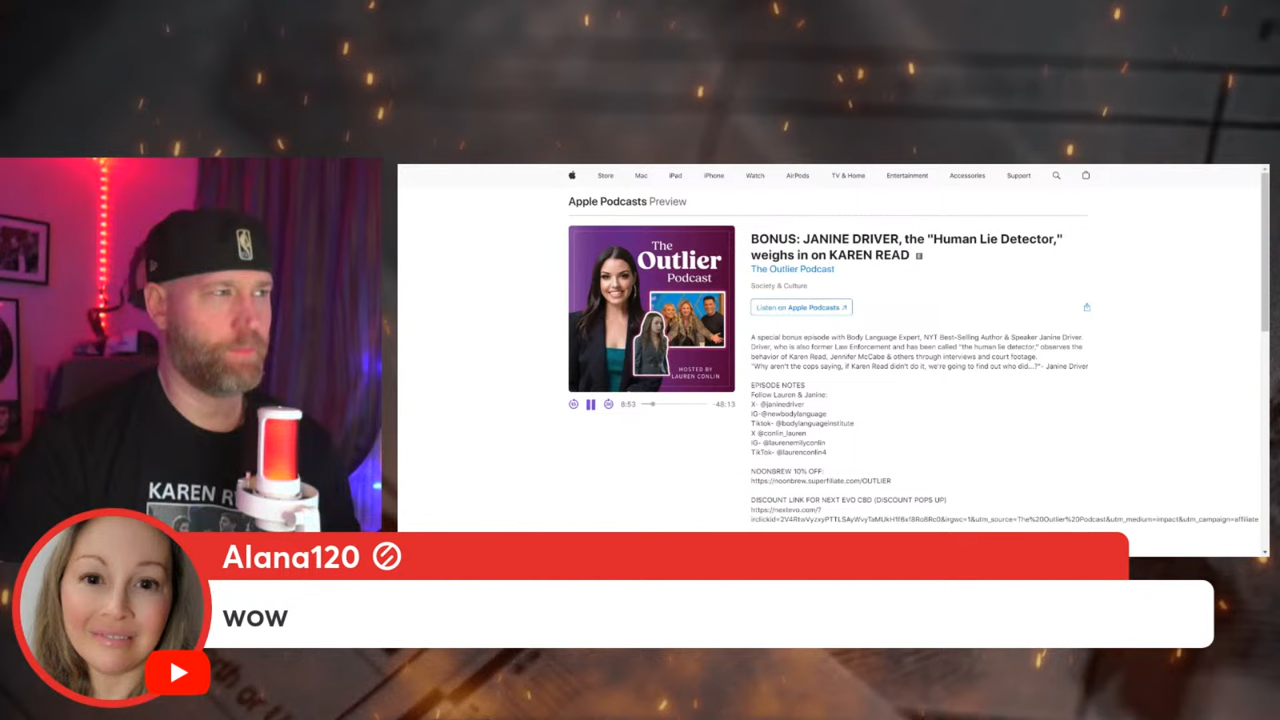 Store Mac iPad iPhone Watch AirPods TV & Home Entertainment Accessories Support
Apple Podcasts Preview
The
Outlier
Podcast
HOSTED BY
LAUREN CONLIN
8:53
-48:13
BONUS: JANINE DRIVER, the "Human Lie Detector,"
weighs in on KAREN READ E
The Outlier Podcast
Society & Culture
Listen on Apple Podcasts ↗
A special bonus episode with Body Language Expert, NYT Best-Selling Author & Speaker Janine Driver.
Driver, who is also former Law Enforcement and has been called "the human lie detector," observes the
behavior of Karen Read, Jennifer McCabe & others through interviews and court footage.
"Why aren't the cops saying, if Karen Read didn't do it, we're going to find out who did...?"- Janine Driver
EPISODE NOTES
Follow Lauren & Janine:
X- @janinedriver
IG-@newbodylanguage
Tiktok- @bodylanguageinstitute
X @conlin_lauren
IG- @laurenemilyconlin
TikTok- @laurenconlin4
NOONBREW 10% OFF:
https://noonbrew.superfiliate.com/OUTLIER
DISCOUNT LINK FOR NEXT EVO CBD (DISCOUNT POPS UP)
https://nextevo.com/?
KAREN R
Alana120
wow